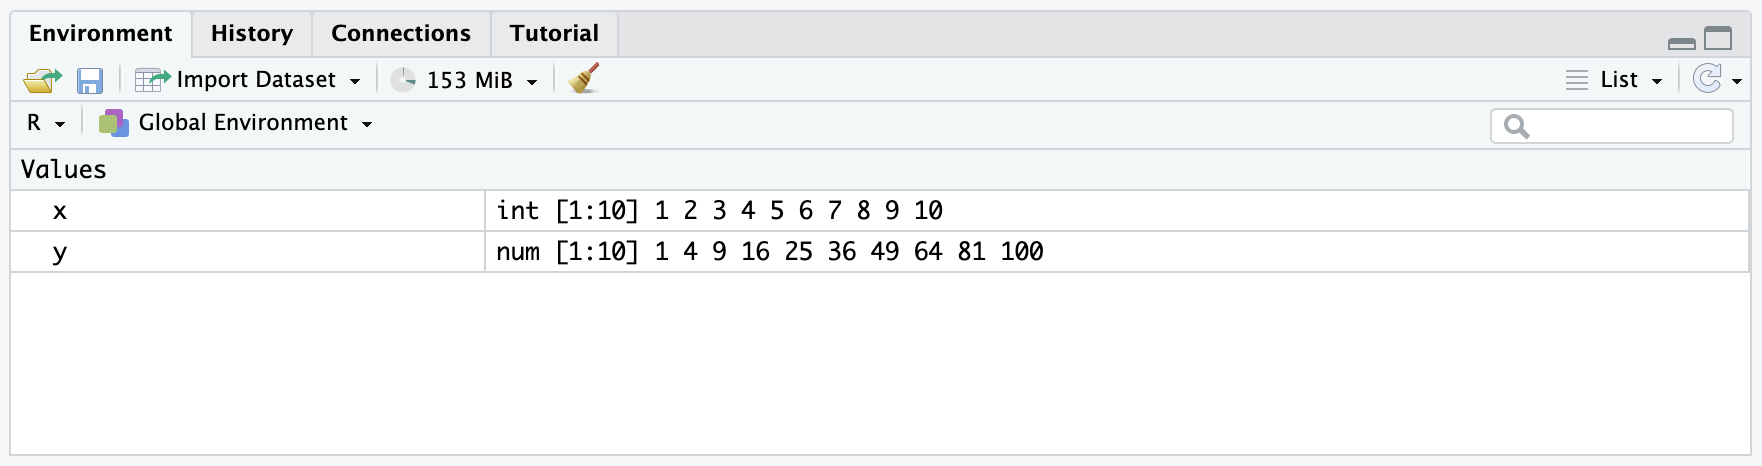 Environment History Connections Tutorial
Import Dataset 153 MiB List
R Global Environment
Values
x int [1:10] 1 2 3 4 5 6 7 8 9 10
y num [1:10] 1 4 9 16 25 36 49 64 81 100